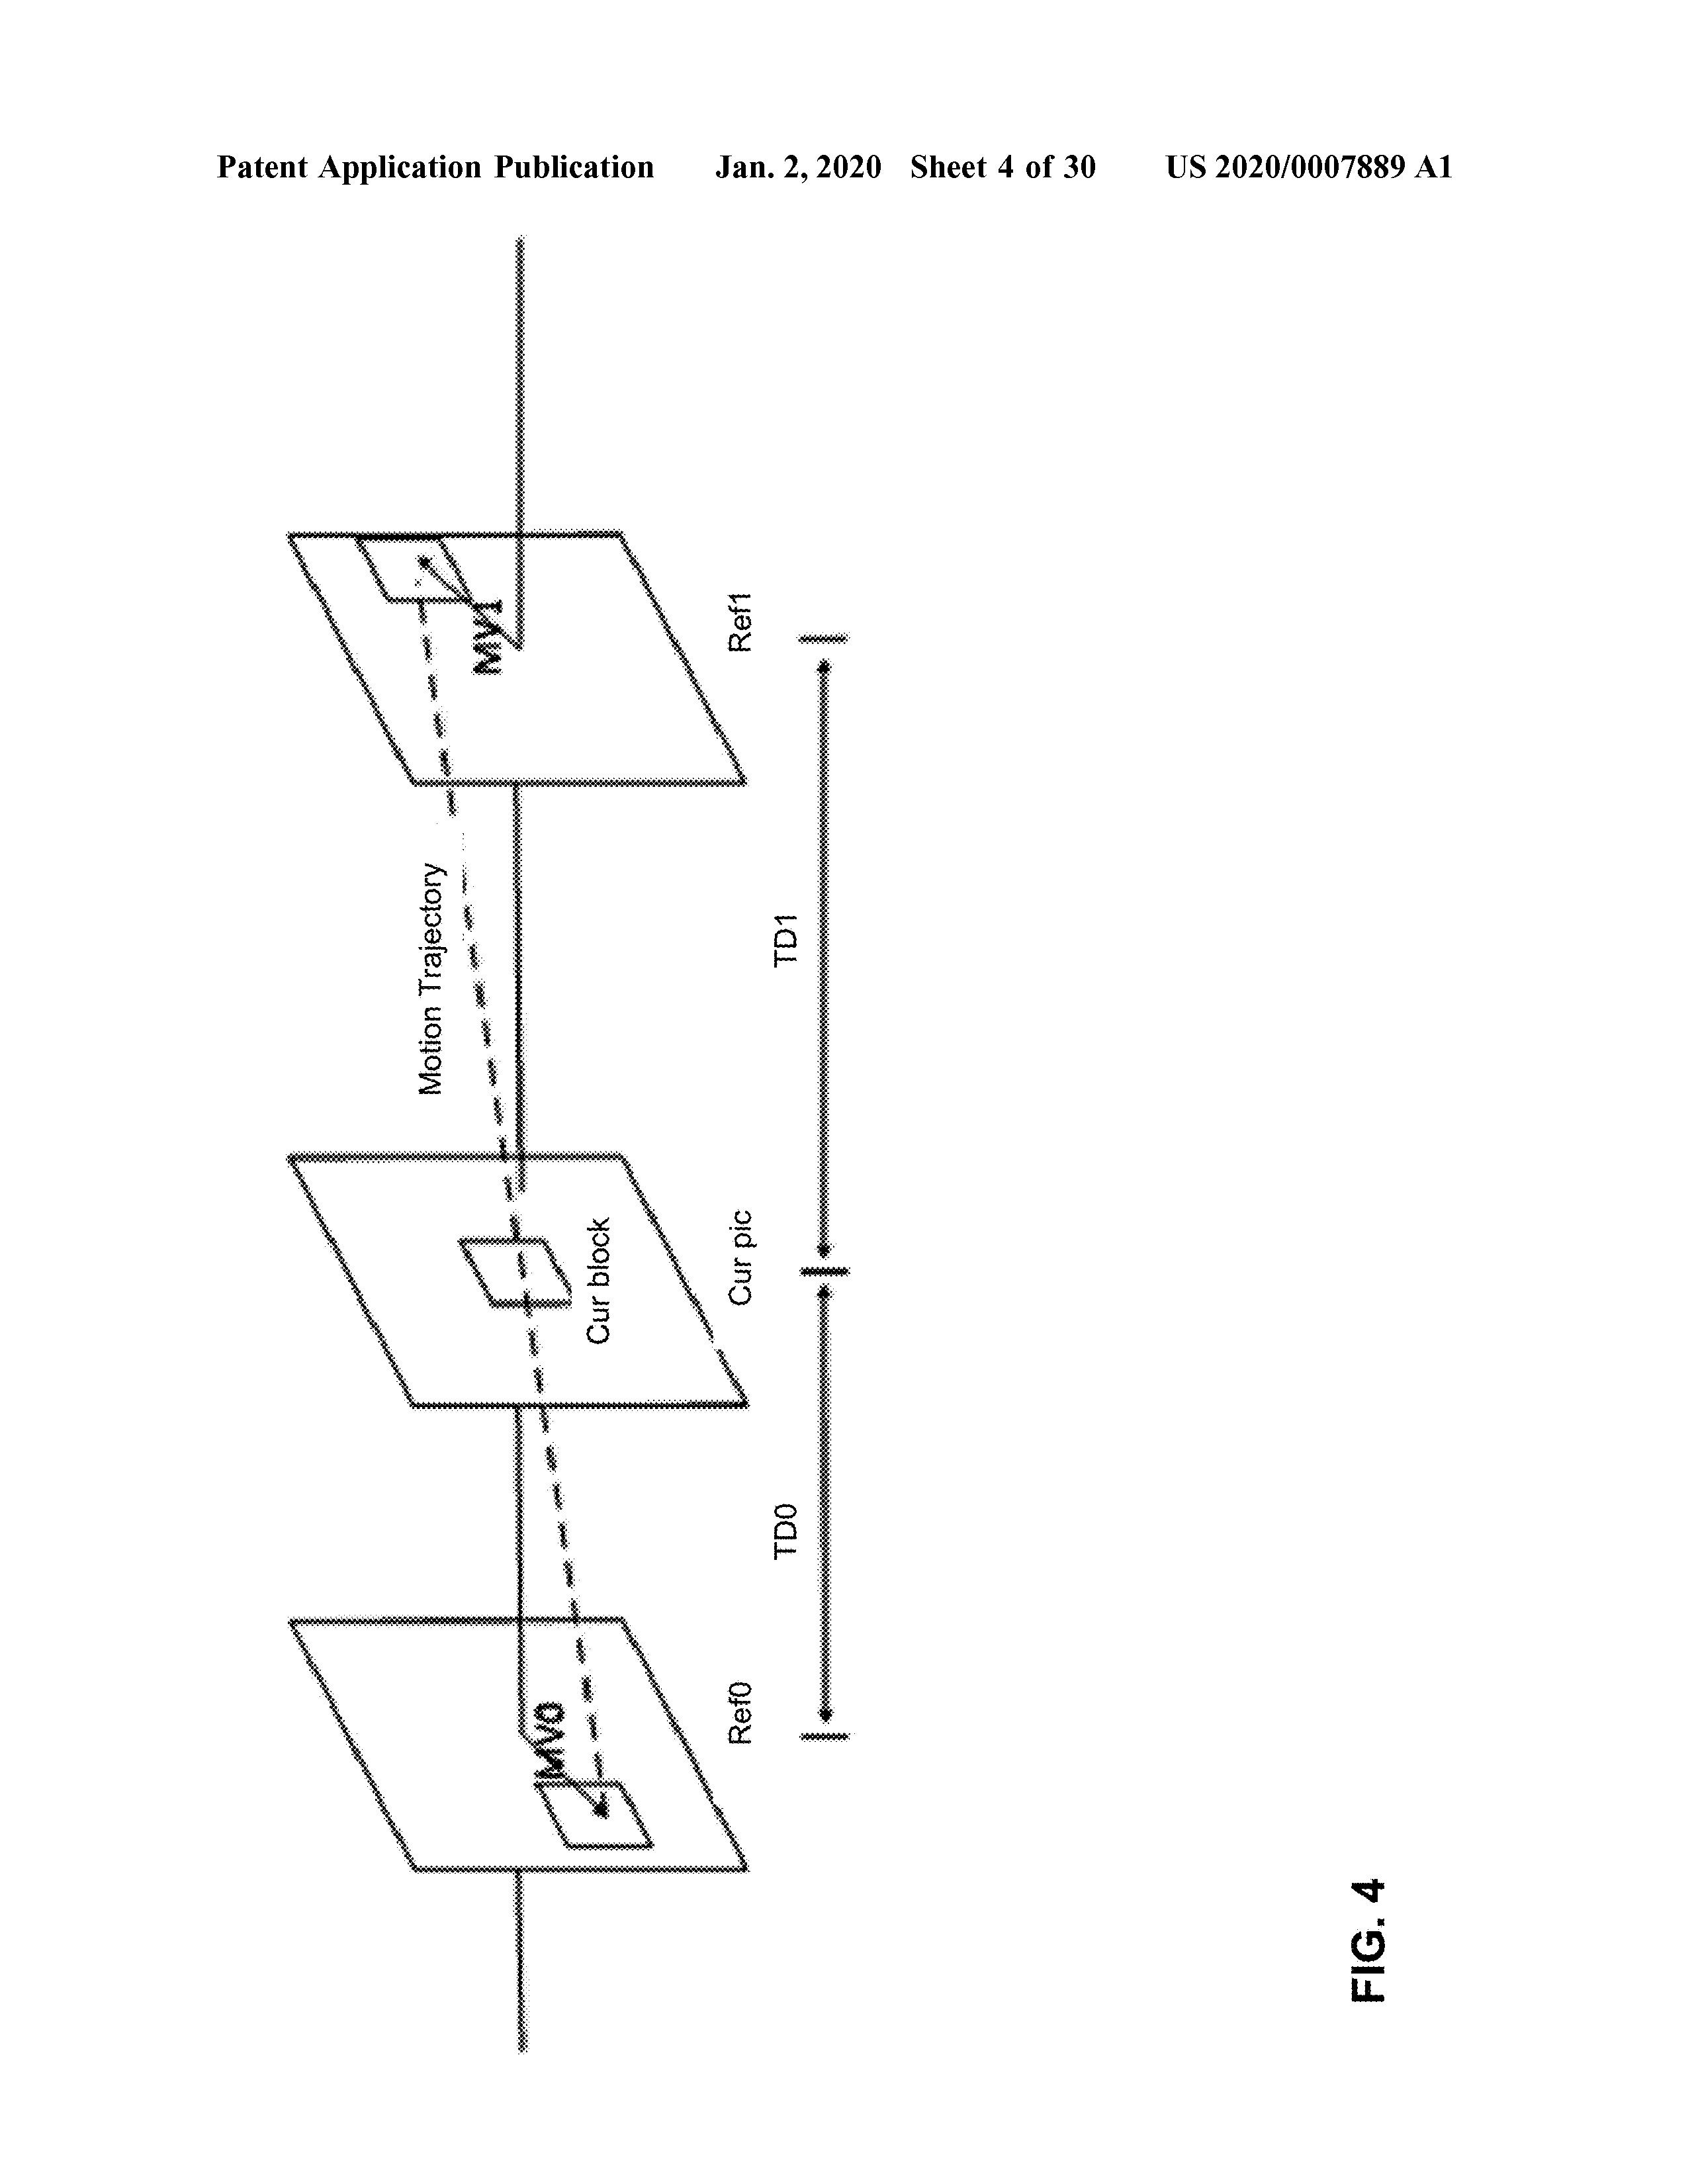 Patent Application Publication Jan. 2, 2020 Sheet 4 of 30 US 2020/0007889 A1
Motion Trajectory
MV0
MV1
Cur block
Ref0
Cur pic
Ref1
TD0
TD1
FIG. 4